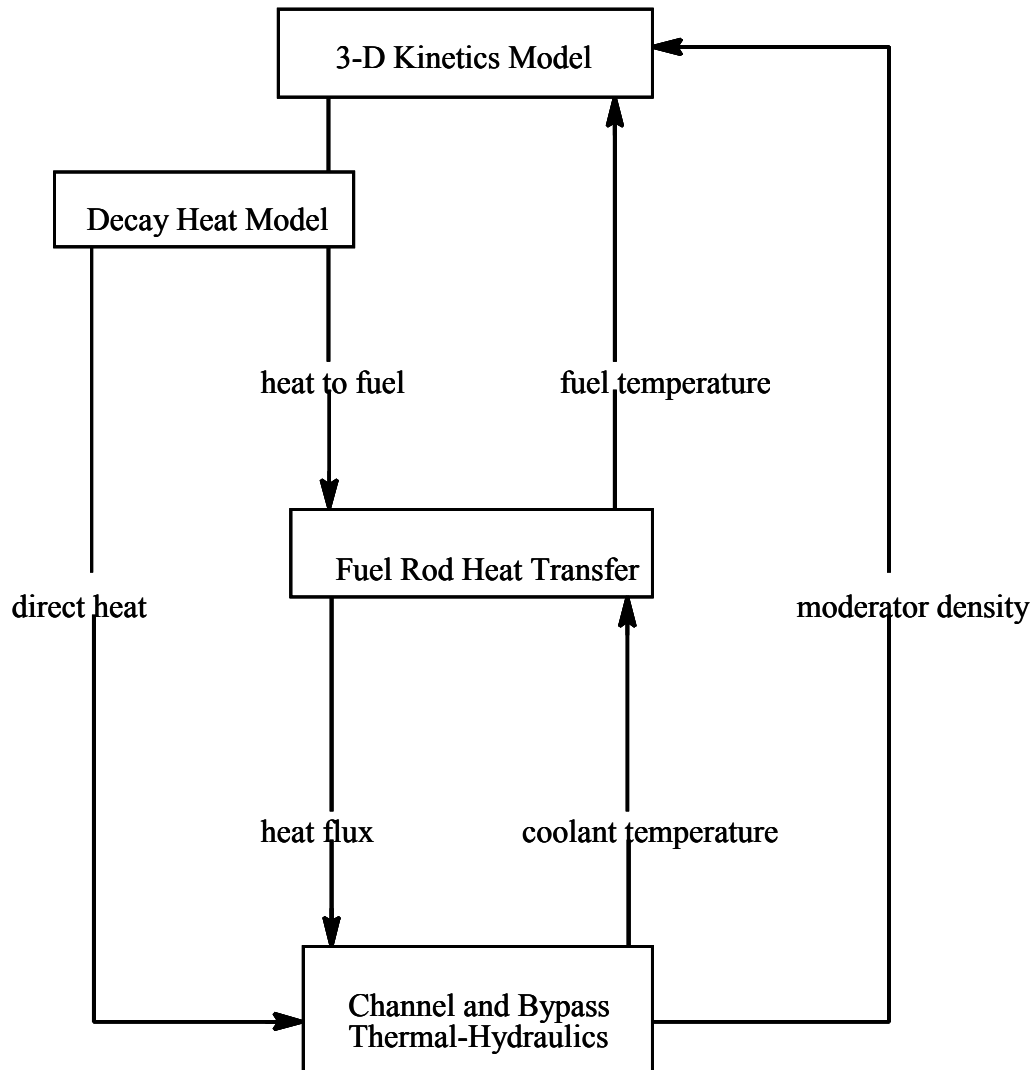 3-D Kinetics Model
Decay Heat Model
heat to fuel
fuel temperature
Fuel Rod Heat Transfer
direct heat
moderator density
heat flux
coolant temperature
Channel and Bypass
Thermal-Hydraulics